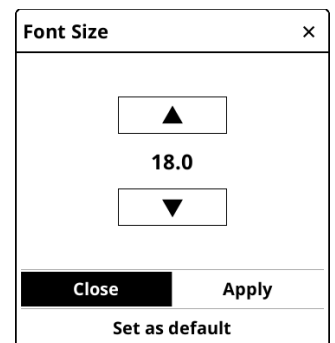 Font Size ×
▲
18.0
▼
Close Apply
Set as default